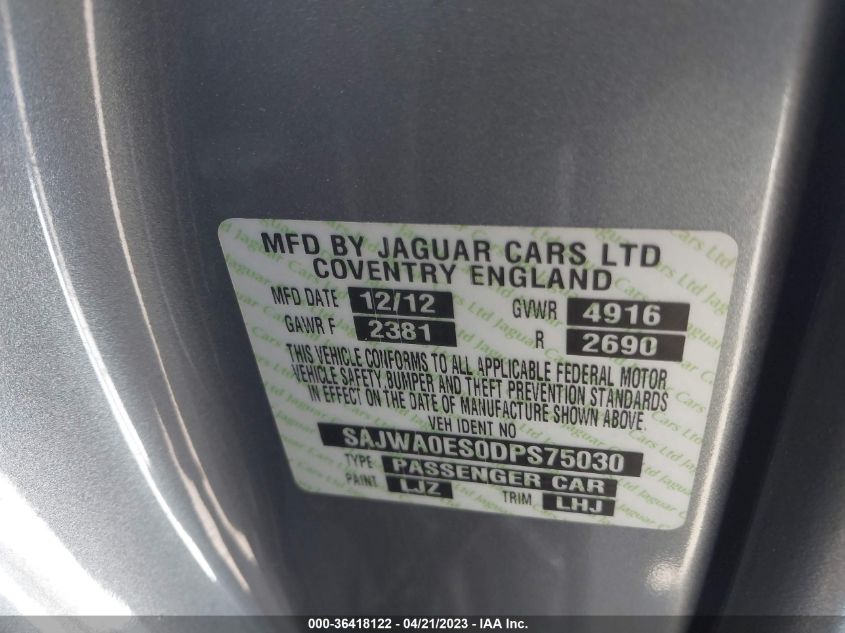 MFD BY JAGUAR CARS LTD
COVENTRY ENGLAND
MFD DATE 12/12 GVWR 4916
GAWR F 2381 R 2690
THIS VEHICLE CONFORMS TO ALL APPLICABLE FEDERAL MOTOR
VEHICLE SAFETY, BUMPER AND THEFT PREVENTION STANDARDS
IN EFFECT ON THE DATE OF MANUFACTURE SHOWN ABOVE.
VEH IDENT NO
SAJWA0ES0DPS75030
TYPE PASSENGER CAR
PAINT LJZ TRIM LHJ
000-36418122 - 04/21/2023 - IAA Inc.